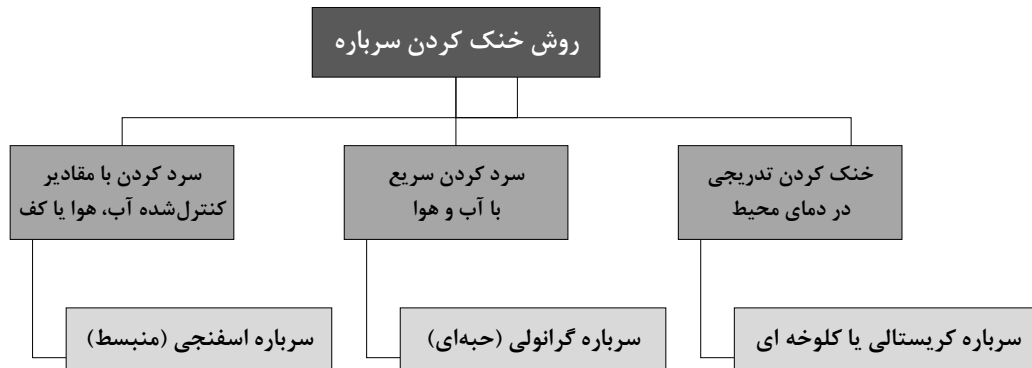 روش خنک کردن سرباره
خنک کردن تدریجی
در دمای محیط
سرد کردن سریع
با آب و هوا
سرد کردن با مقادیر
کنترل‌شده آب، هوا یا کف
سرباره کریستالی یا کلوخه ای
سرباره گرانولی (حبه‌ای)
سرباره اسفنجی (منبسط)